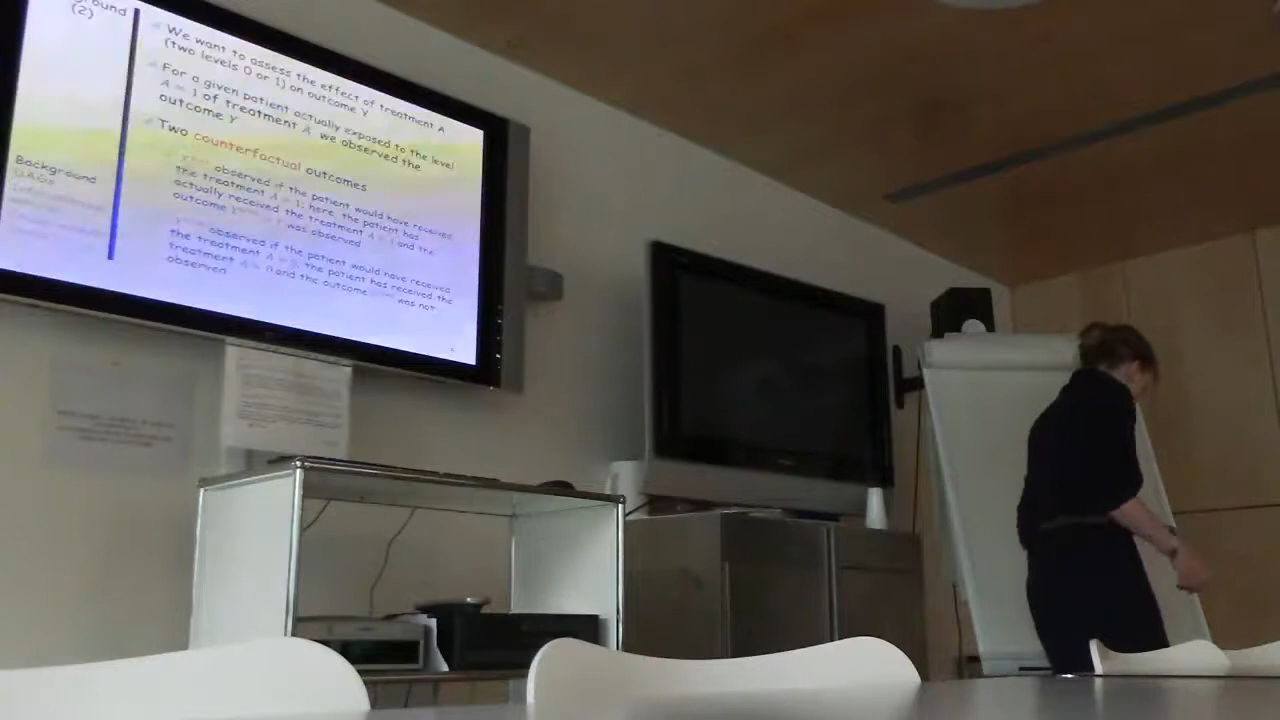 round
(2)
We want to assess the effect of treatment A
(two levels 0 or 1) on outcome Y
For a given patient actually exposed to the level
A = 1 of treatment A we observed the
outcome Y
Two counterfactual outcomes
observed if the patient would have received
the treatment A = 1: here, the patient has
actually received the treatment A = 1 and the
outcome was observed
observed if the patient would have received
the treatment the patient has received the
treatment and the outcome was not
observed
Background
DAGs